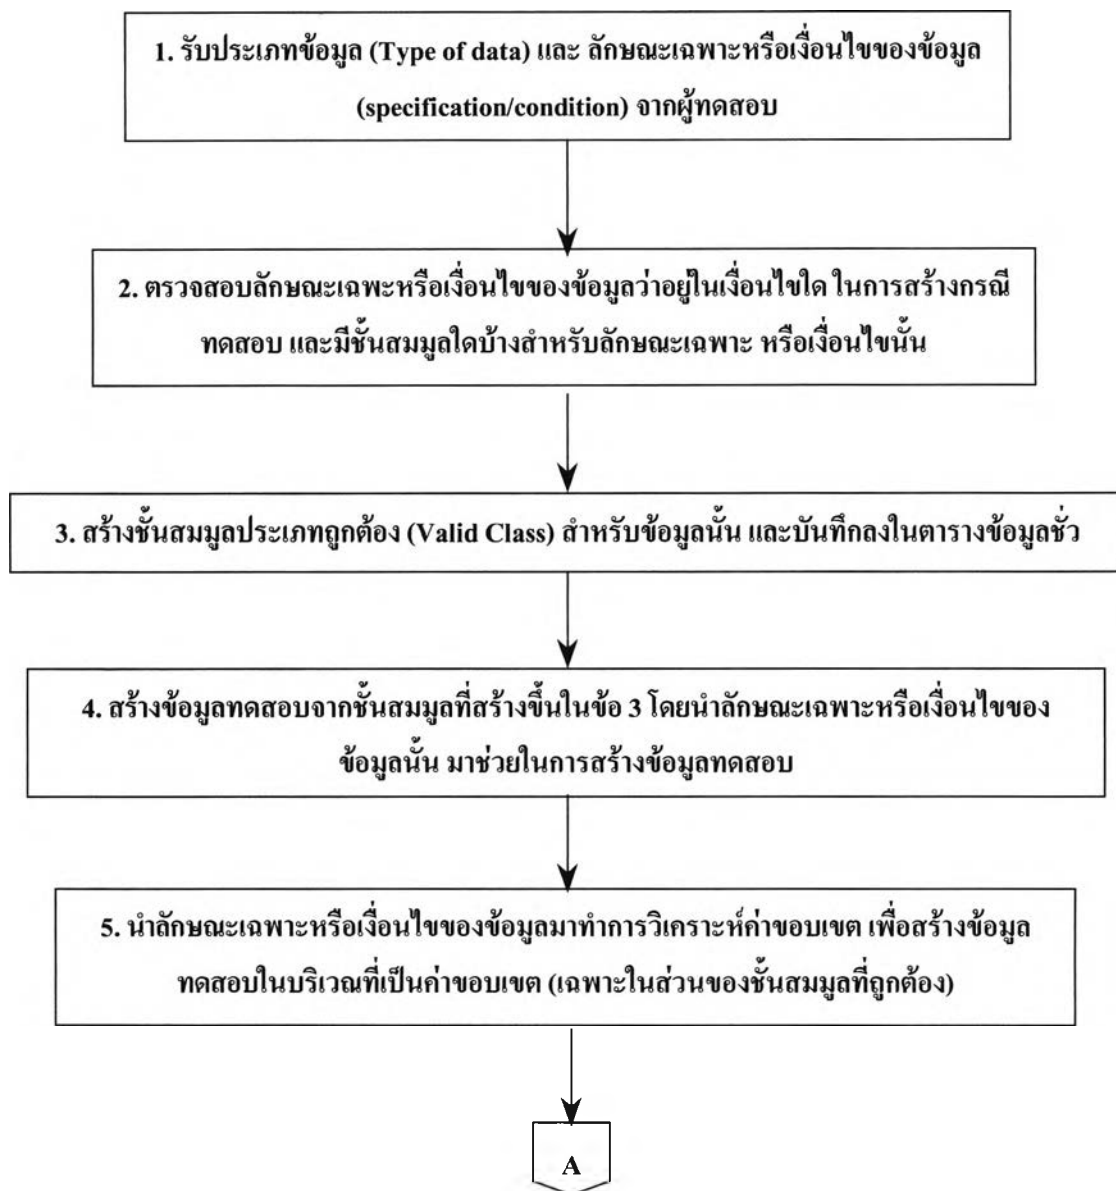 1. รับประเภทข้อมูล (Type of data) และ ลักษณะเฉพาะหรือเงื่อนไขของข้อมูล
(specification/condition) จากผู้ทดสอบ
2. ตรวจสอบลักษณะเฉพะหรือเงื่อนไขของข้อมูลว่าอยู่ในเงื่อนไขใด ในการสร้างกรณี
ทดสอบ และมีชั้นสมมูลใดบ้างสำหรับลักษณะเฉพาะ หรือเงื่อนไขนั้น
3. สร้างชั้นสมมูลประเภทถูกต้อง (Valid Class) สำหรับข้อมูลนั้น และบันทึกลงในตารางข้อมูลชั่ว
4. สร้างข้อมูลทดสอบจากชั้นสมมูลที่สร้างขึ้นในข้อ 3 โดยนำลักษณะเฉพาะหรือเงื่อนไขของ
ข้อมูลนั้น มาช่วยในการสร้างข้อมูลทดสอบ
5. นำลักษณะเฉพาะหรือเงื่อนไขของข้อมูลมาทำการวิเคราะห์ค่าขอบเขต เพื่อสร้างข้อมูล
ทดสอบในบริเวณที่เป็นค่าขอบเขต (เฉพาะในส่วนของชั้นสมมูลที่ถูกต้อง)
A